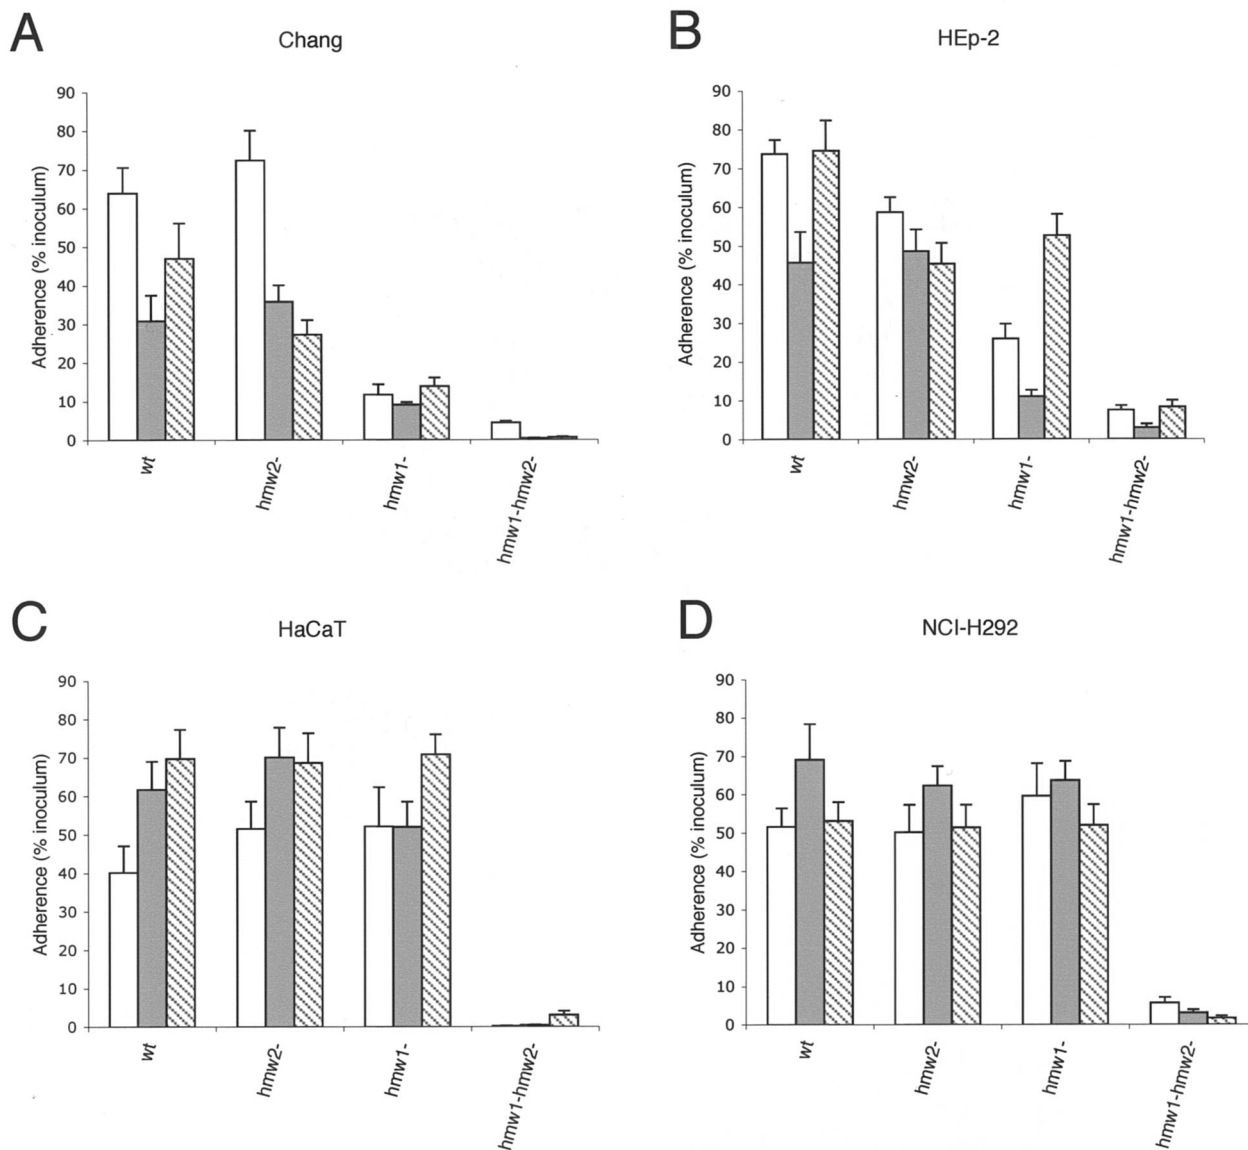 A
Chang
Adherence (% inoculum)
90
80
70
60
50
40
30
20
10
0
wt
hmw2-
hmw1-
hmw1-hmw2-
B
HEp-2
Adherence (% inoculum)
90
80
70
60
50
40
30
20
10
0
wt
hmw2-
hmw1-
hmw1-hmw2-
C
HaCaT
Adherence (% inoculum)
90
80
70
60
50
40
30
20
10
0
wt
hmw2-
hmw1-
hmw1-hmw2-
D
NCI-H292
Adherence (% inoculum)
90
80
70
60
50
40
30
20
10
0
wt
hmw2-
hmw1-
hmw1-hmw2-